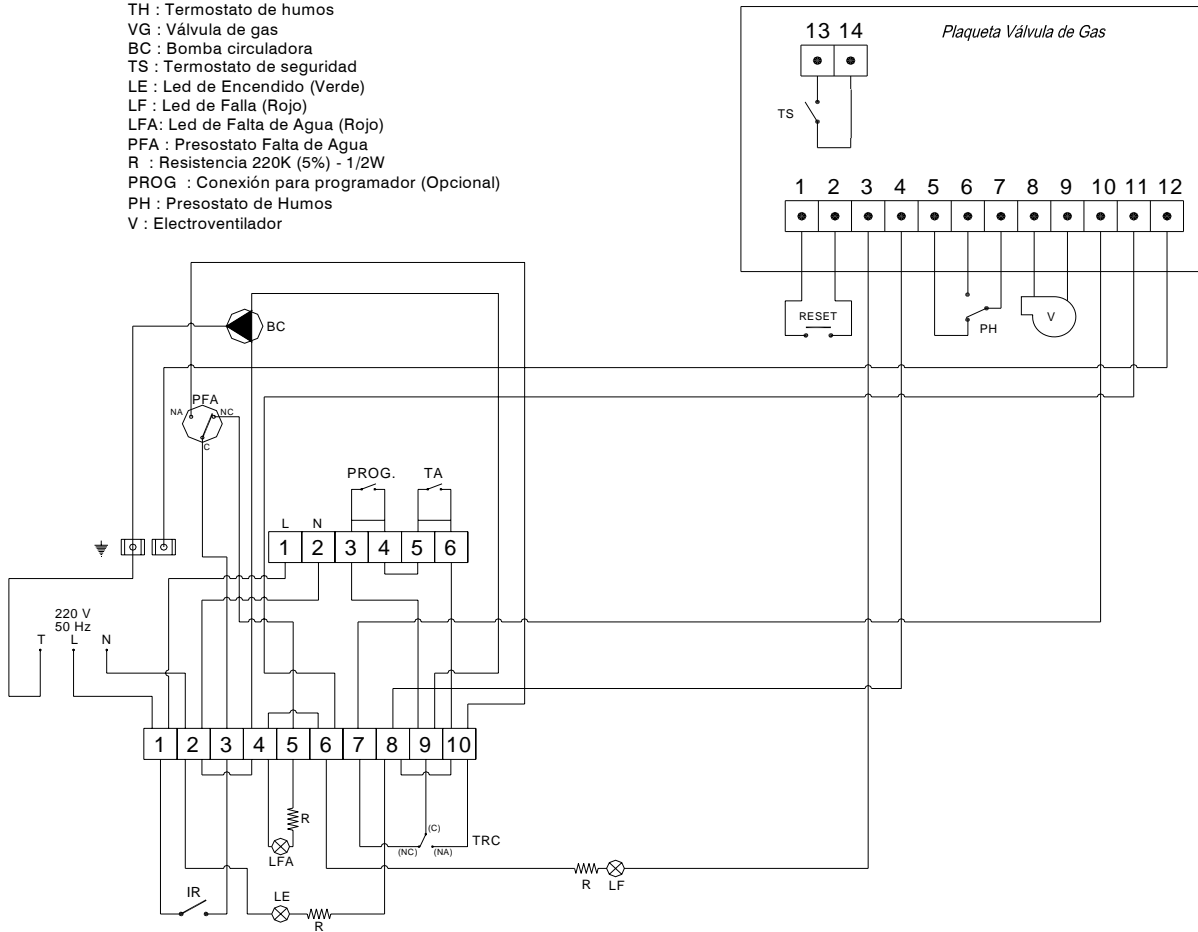 TH : Termostato de humos
VG : Válvula de gas
BC : Bomba circuladora
TS : Termostato de seguridad
LE : Led de Encendido (Verde)
LF : Led de Falla (Rojo)
LFA: Led de Falta de Agua (Rojo)
PFA : Presostato Falta de Agua
R : Resistencia 220K (5%) - 1/2W
PROG : Conexión para programador (Opcional)
PH : Presostato de Humos
V : Electroventilador
Plaqueta Válvula de Gas
13 14
TS
1 2 3 4 5 6 7 8 9 10 11 12
RESET
PH
V
BC
PFA
NA
NC
C
PROG.
TA
L N
1 2 3 4 5 6
220 V
50 Hz
T L N
1 2 3 4 5 6 7 8 9 10
R
LFA
(C)
(NC)
(NA)
TRC
R
LF
IR
LE
R